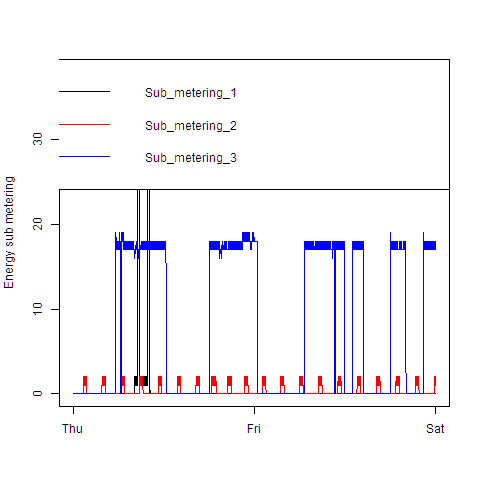 Sub_metering_1
Sub_metering_2
Sub_metering_3
Energy sub metering
30
20
10
0
Thu
Fri
Sat